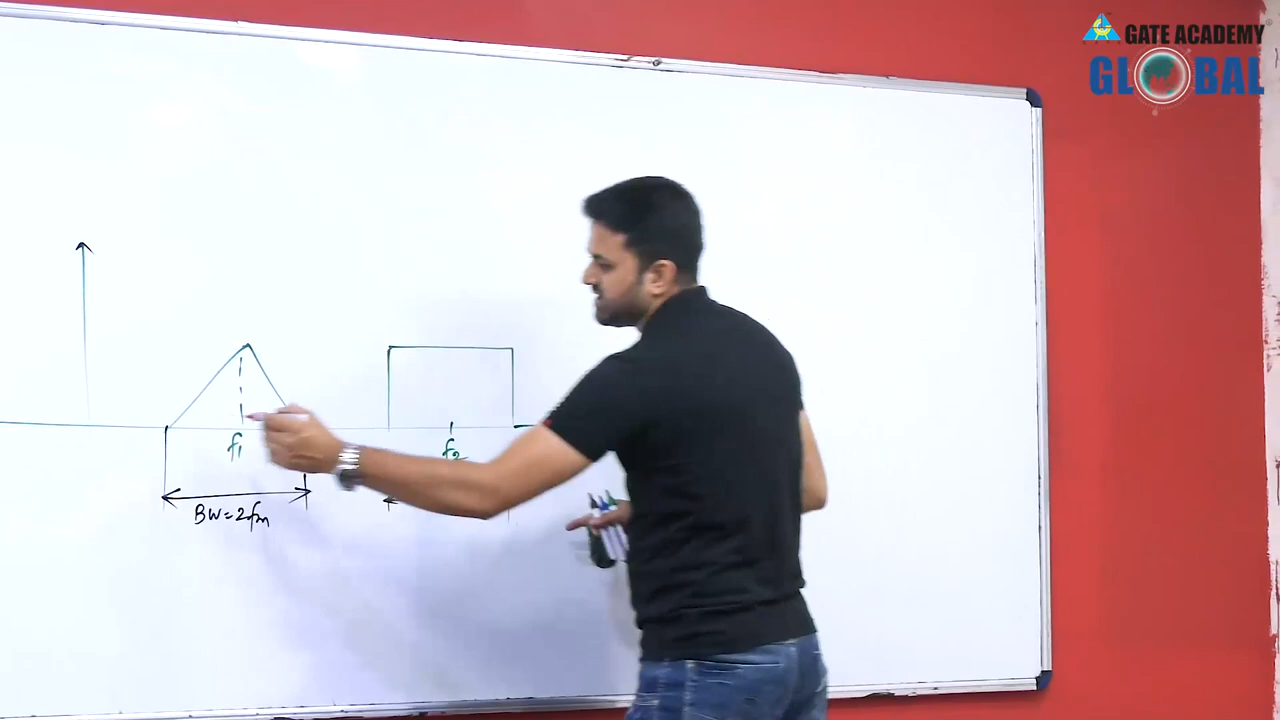 GATE ACADEMY
GLOBAL
f₁
f₂
BW=2fm